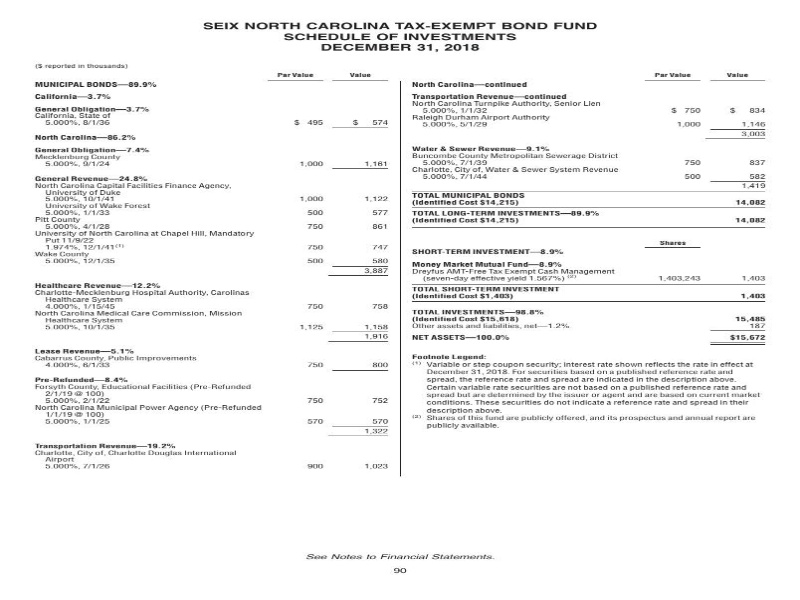 SEIX NORTH CAROLINA TAX-EXEMPT BOND FUND
SCHEDULE OF INVESTMENTS
DECEMBER 31, 2018
($ reported in thousands)
Par Value Value
MUNICIPAL BONDS—89.9%
California—3.7%
General Obligation—3.7%
California, State of
5.000%, 8/1/36 $ 495 $ 574
North Carolina—86.2%
General Obligation—7.4%
Mecklenburg County
5.000%, 9/1/24 1,000 1,161
General Revenue—24.8%
North Carolina Capital Facilities Finance Agency,
University of Duke
5.000%, 10/1/41 1,000 1,122
University of Wake Forest
5.000%, 1/1/33 500 577
Pitt County
5.000%, 4/1/28 750 861
University of North Carolina at Chapel Hill, Mandatory
Put 11/9/22
1.974%, 12/1/41(1) 750 747
Wake County
5.000%, 12/1/35 500 580
3,887
Healthcare Revenue—12.2%
Charlotte-Mecklenburg Hospital Authority, Carolinas
Healthcare System
4.000%, 1/15/45 750 758
North Carolina Medical Care Commission, Mission
Healthcare System
5.000%, 10/1/35 1,125 1,158
1,916
Lease Revenue—5.1%
Cabarrus County, Public Improvements
4.000%, 6/1/33 750 800
Pre-Refunded—8.4%
Forsyth County, Educational Facilities (Pre-Refunded
2/1/19 @ 100)
5.000%, 2/1/22 750 752
North Carolina Municipal Power Agency (Pre-Refunded
1/1/19 @ 100)
5.000%, 1/1/25 570 570
1,322
Transportation Revenue—19.2%
Charlotte, City of, Charlotte Douglas International
Airport
5.000%, 7/1/26 900 1,023
Par Value Value
North Carolina—continued
Transportation Revenue—continued
North Carolina Turnpike Authority, Senior Lien
5.000%, 1/1/32 $ 750 $ 834
Raleigh Durham Airport Authority
5.000%, 5/1/29 1,000 1,146
3,003
Water & Sewer Revenue—9.1%
Buncombe County Metropolitan Sewerage District
5.000%, 7/1/39 750 837
Charlotte, City of, Water & Sewer System Revenue
5.000%, 7/1/44 500 582
1,419
TOTAL MUNICIPAL BONDS
(Identified Cost $14,215) 14,082
TOTAL LONG-TERM INVESTMENTS—89.9%
(Identified Cost $14,215) 14,082
Shares
SHORT-TERM INVESTMENT—8.9%
Money Market Mutual Fund—8.9%
Dreyfus AMT-Free Tax Exempt Cash Management
(seven-day effective yield 1.567%) (2) 1,403,243 1,403
TOTAL SHORT-TERM INVESTMENT
(Identified Cost $1,403) 1,403
TOTAL INVESTMENTS—98.8%
(Identified Cost $15,618) 15,485
Other assets and liabilities, net—1.2% 187
NET ASSETS—100.0% $15,672
Footnote Legend:
(1) Variable or step coupon security; interest rate shown reflects the rate in effect at
December 31, 2018. For securities based on a published reference rate and
spread, the reference rate and spread are indicated in the description above.
Certain variable rate securities are not based on a published reference rate and
spread but are determined by the issuer or agent and are based on current market
conditions. These securities do not indicate a reference rate and spread in their
description above.
(2) Shares of this fund are publicly offered, and its prospectus and annual report are
publicly available.
See Notes to Financial Statements.
90